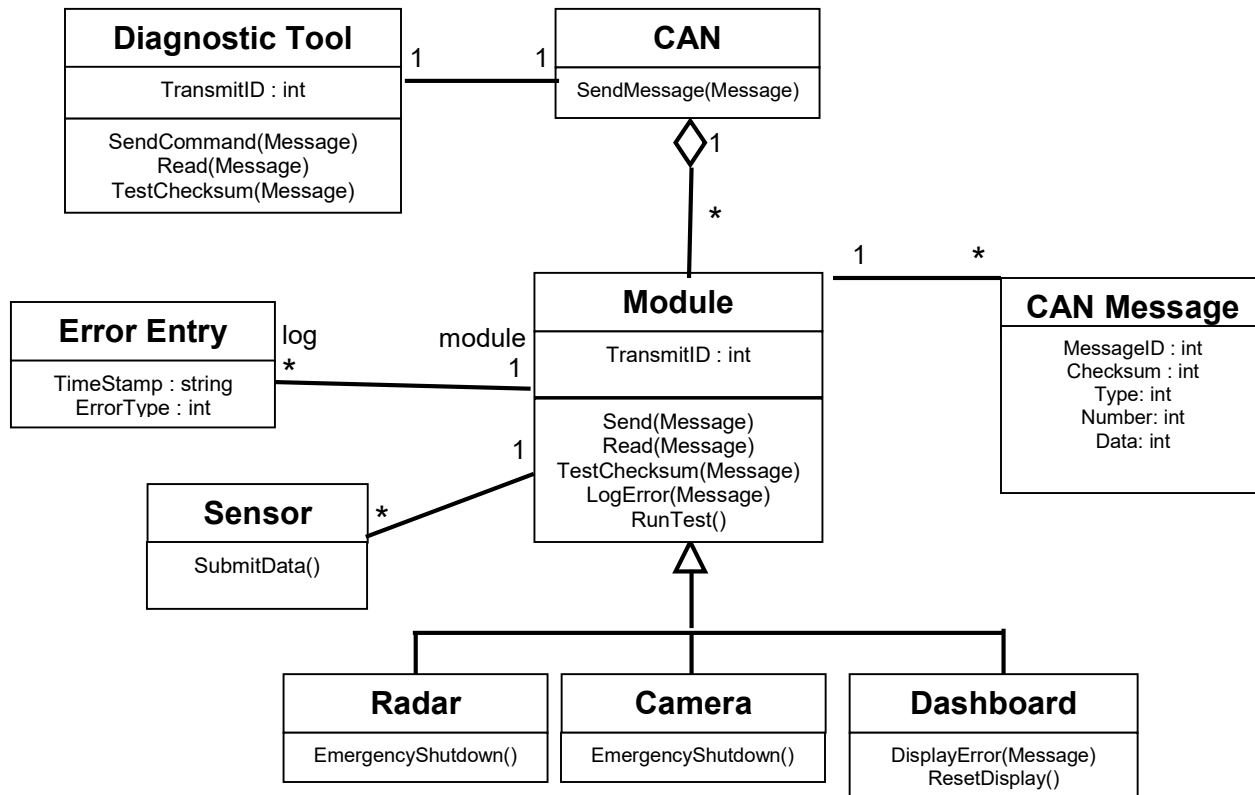 Diagnostic Tool
TransmitID : int
SendCommand(Message)
Read(Message)
TestChecksum(Message)
1
1
CAN
SendMessage(Message)
1
*
Module
TransmitID : int
Send(Message)
Read(Message)
TestChecksum(Message)
LogError(Message)
RunTest()
1
*
CAN Message
MessageID : int
Checksum : int
Type: int
Number: int
Data: int
Error Entry
TimeStamp : string
ErrorType : int
log
*
module
1
Sensor
SubmitData()
*
1
Radar
EmergencyShutdown()
Camera
EmergencyShutdown()
Dashboard
DisplayError(Message)
ResetDisplay()